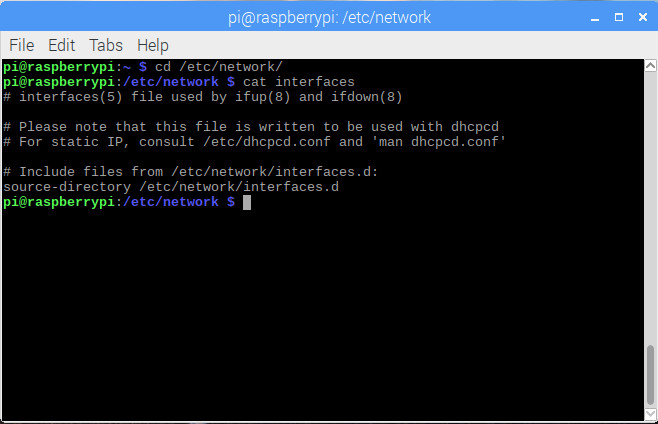 pi@raspberrypi: /etc/network
File Edit Tabs Help
pi@raspberrypi:~ $ cd /etc/network/
pi@raspberrypi:/etc/network $ cat interfaces
# interfaces(5) file used by ifup(8) and ifdown(8)
# Please note that this file is written to be used with dhcpcd
# For static IP, consult /etc/dhcpcd.conf and 'man dhcpcd.conf'
# Include files from /etc/network/interfaces.d:
source-directory /etc/network/interfaces.d
pi@raspberrypi:/etc/network $